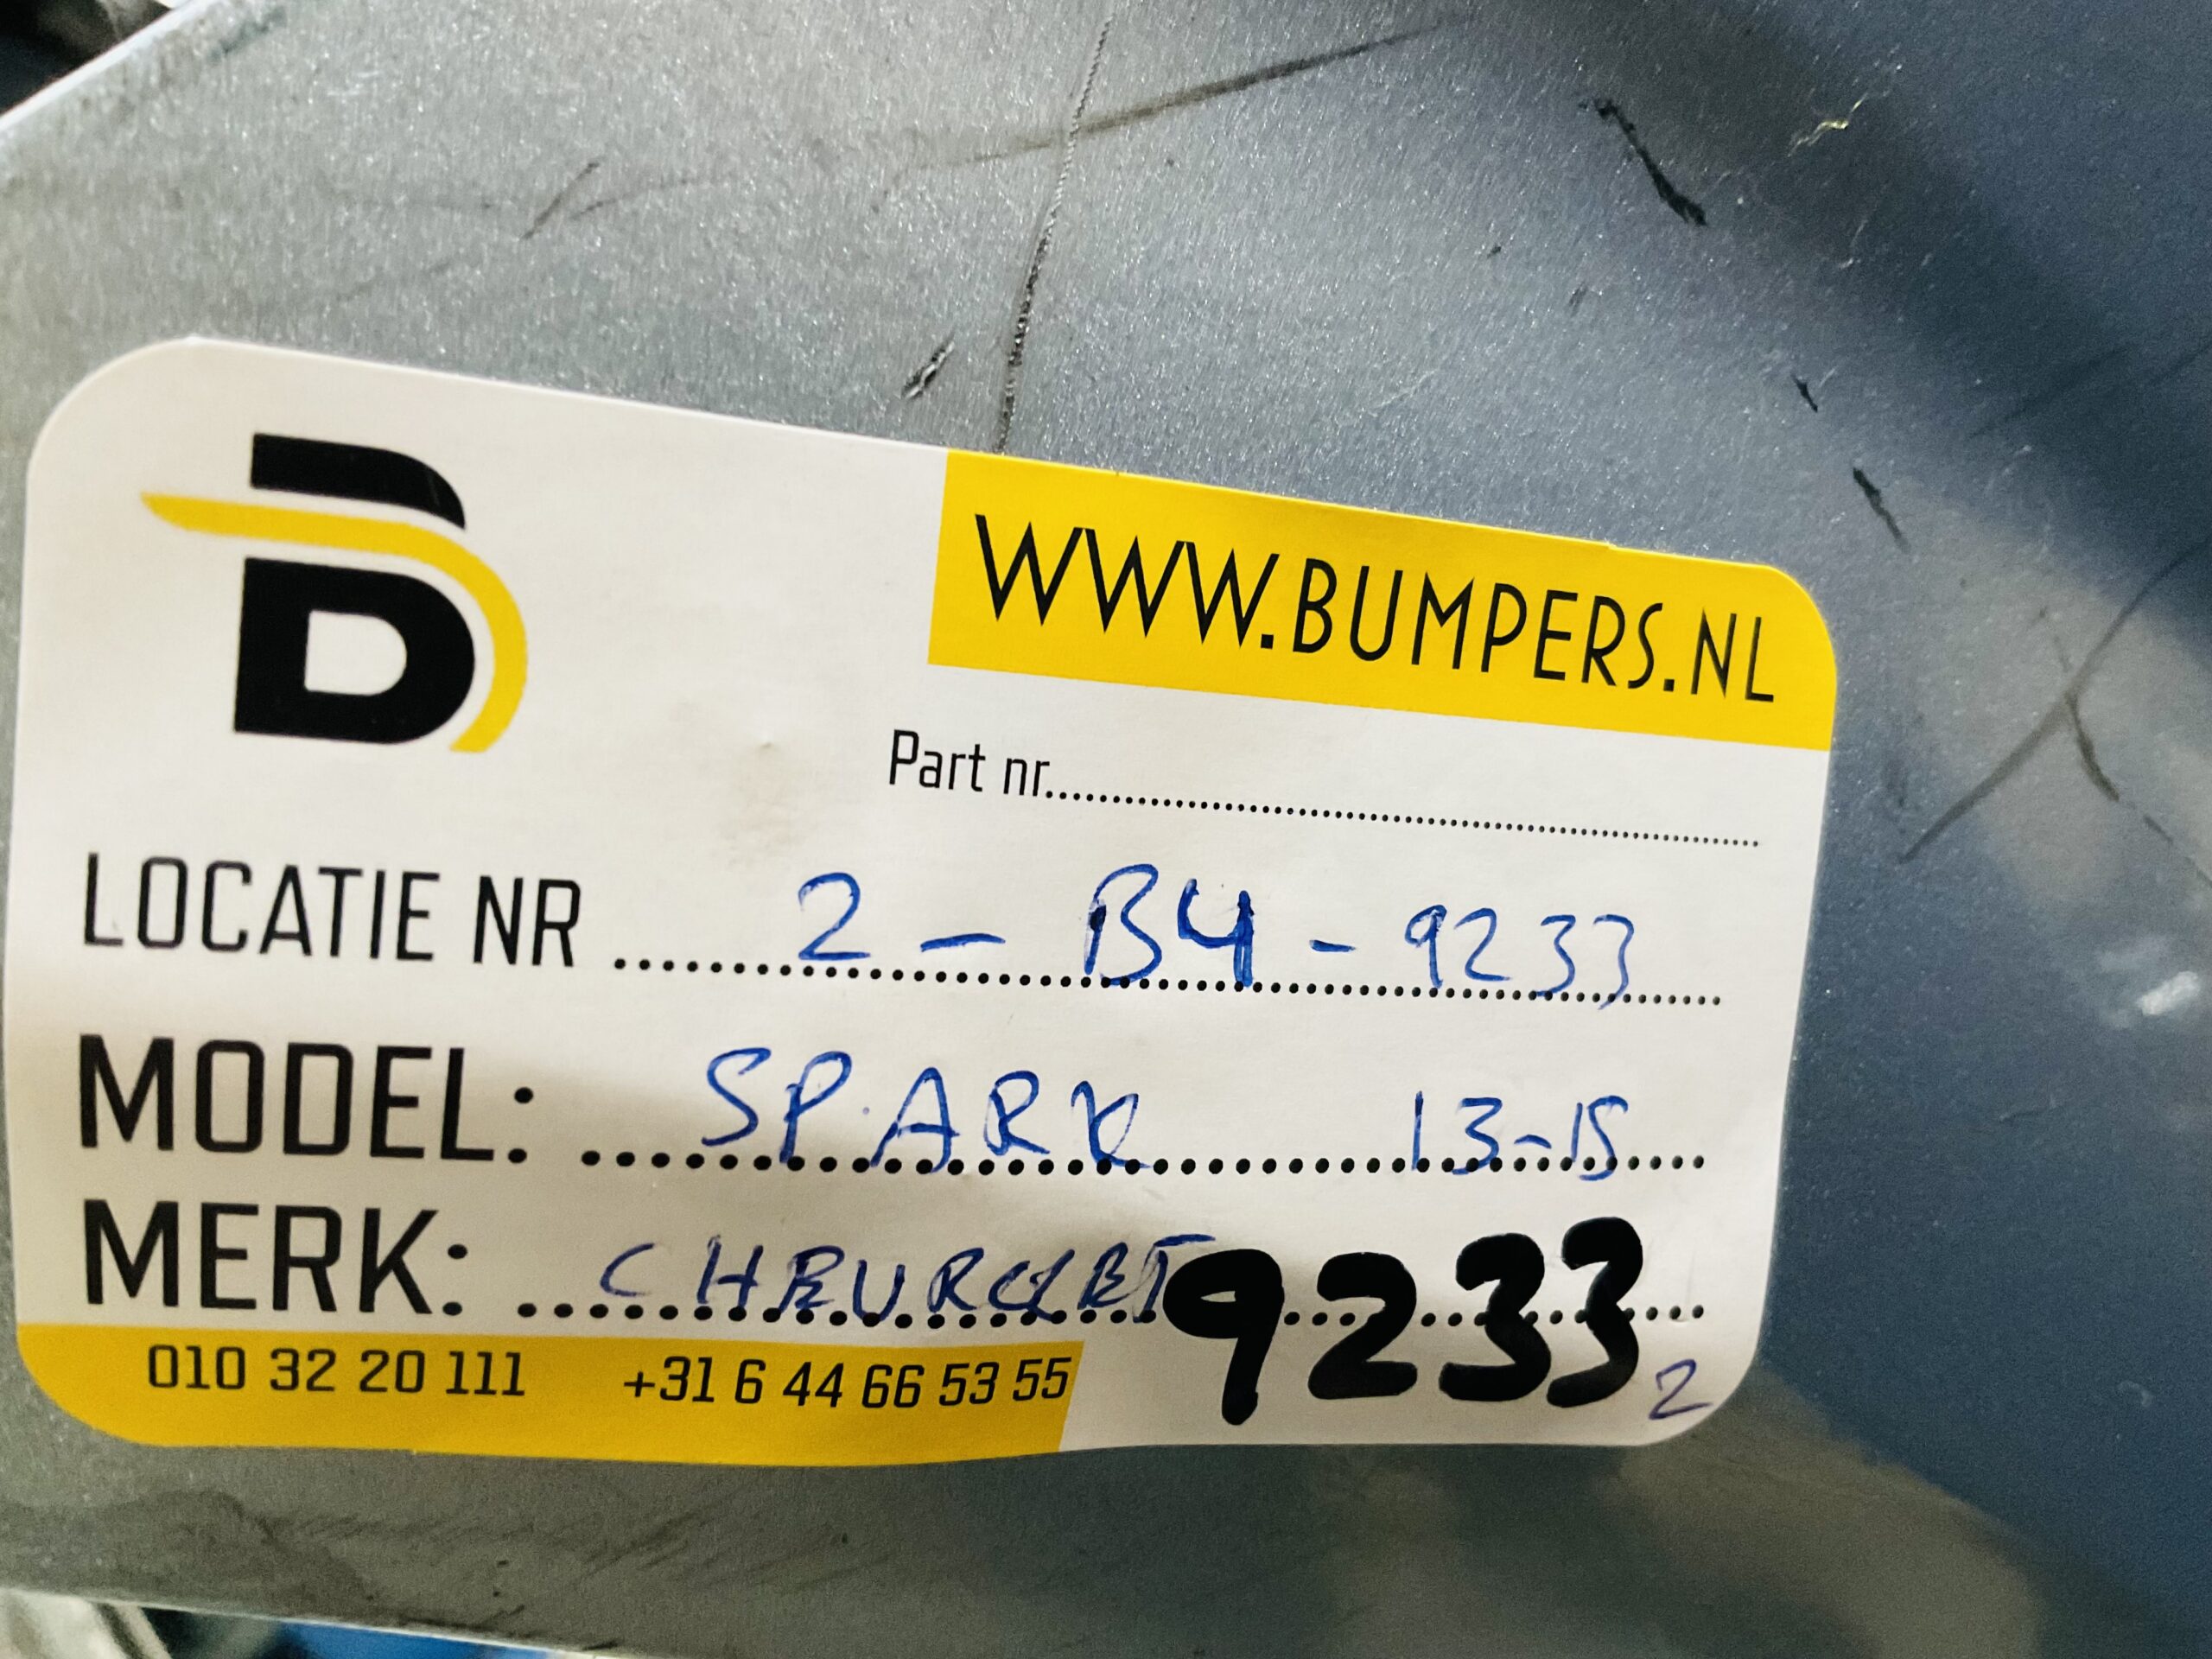 B
WWW.BUMPERS.NL
Part nr.
LOCATIE NR 2 - B4 - 9233
MODEL: SPARK 13-15
MERK: CHEVROLET 9233
2
010 32 20 111 +31 6 44 66 53 55